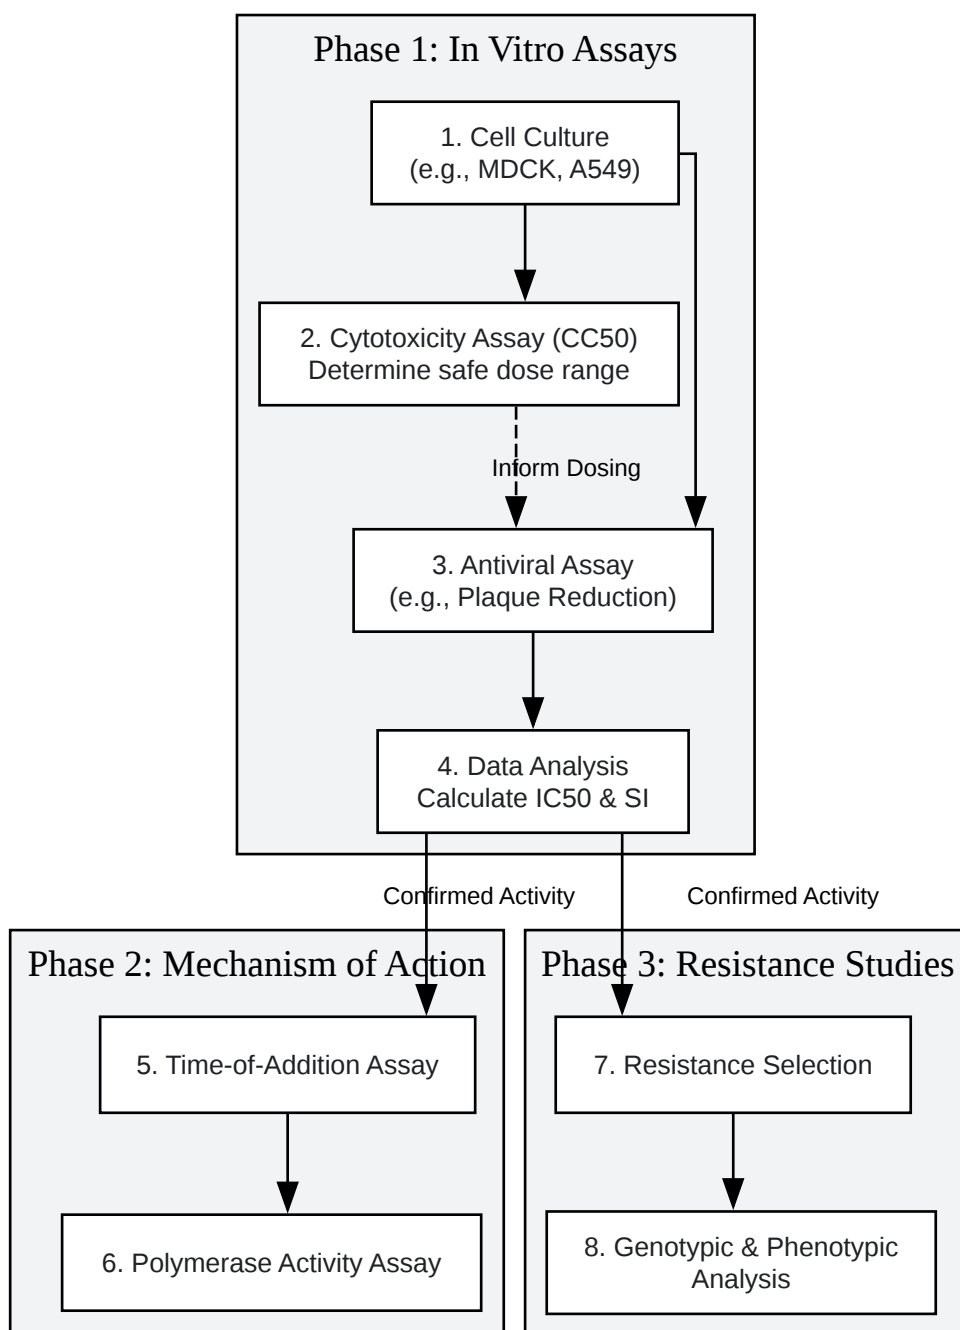 Phase 1: In Vitro Assays
1. Cell Culture
(e.g., MDCK, A549)
2. Cytotoxicity Assay (CC50)
Determine safe dose range
Inform Dosing
3. Antiviral Assay
(e.g., Plaque Reduction)
4. Data Analysis
Calculate IC50 & SI
Confirmed Activity
Confirmed Activity
Phase 2: Mechanism of Action
5. Time-of-Addition Assay
6. Polymerase Activity Assay
Phase 3: Resistance Studies
7. Resistance Selection
8. Genotypic & Phenotypic
Analysis